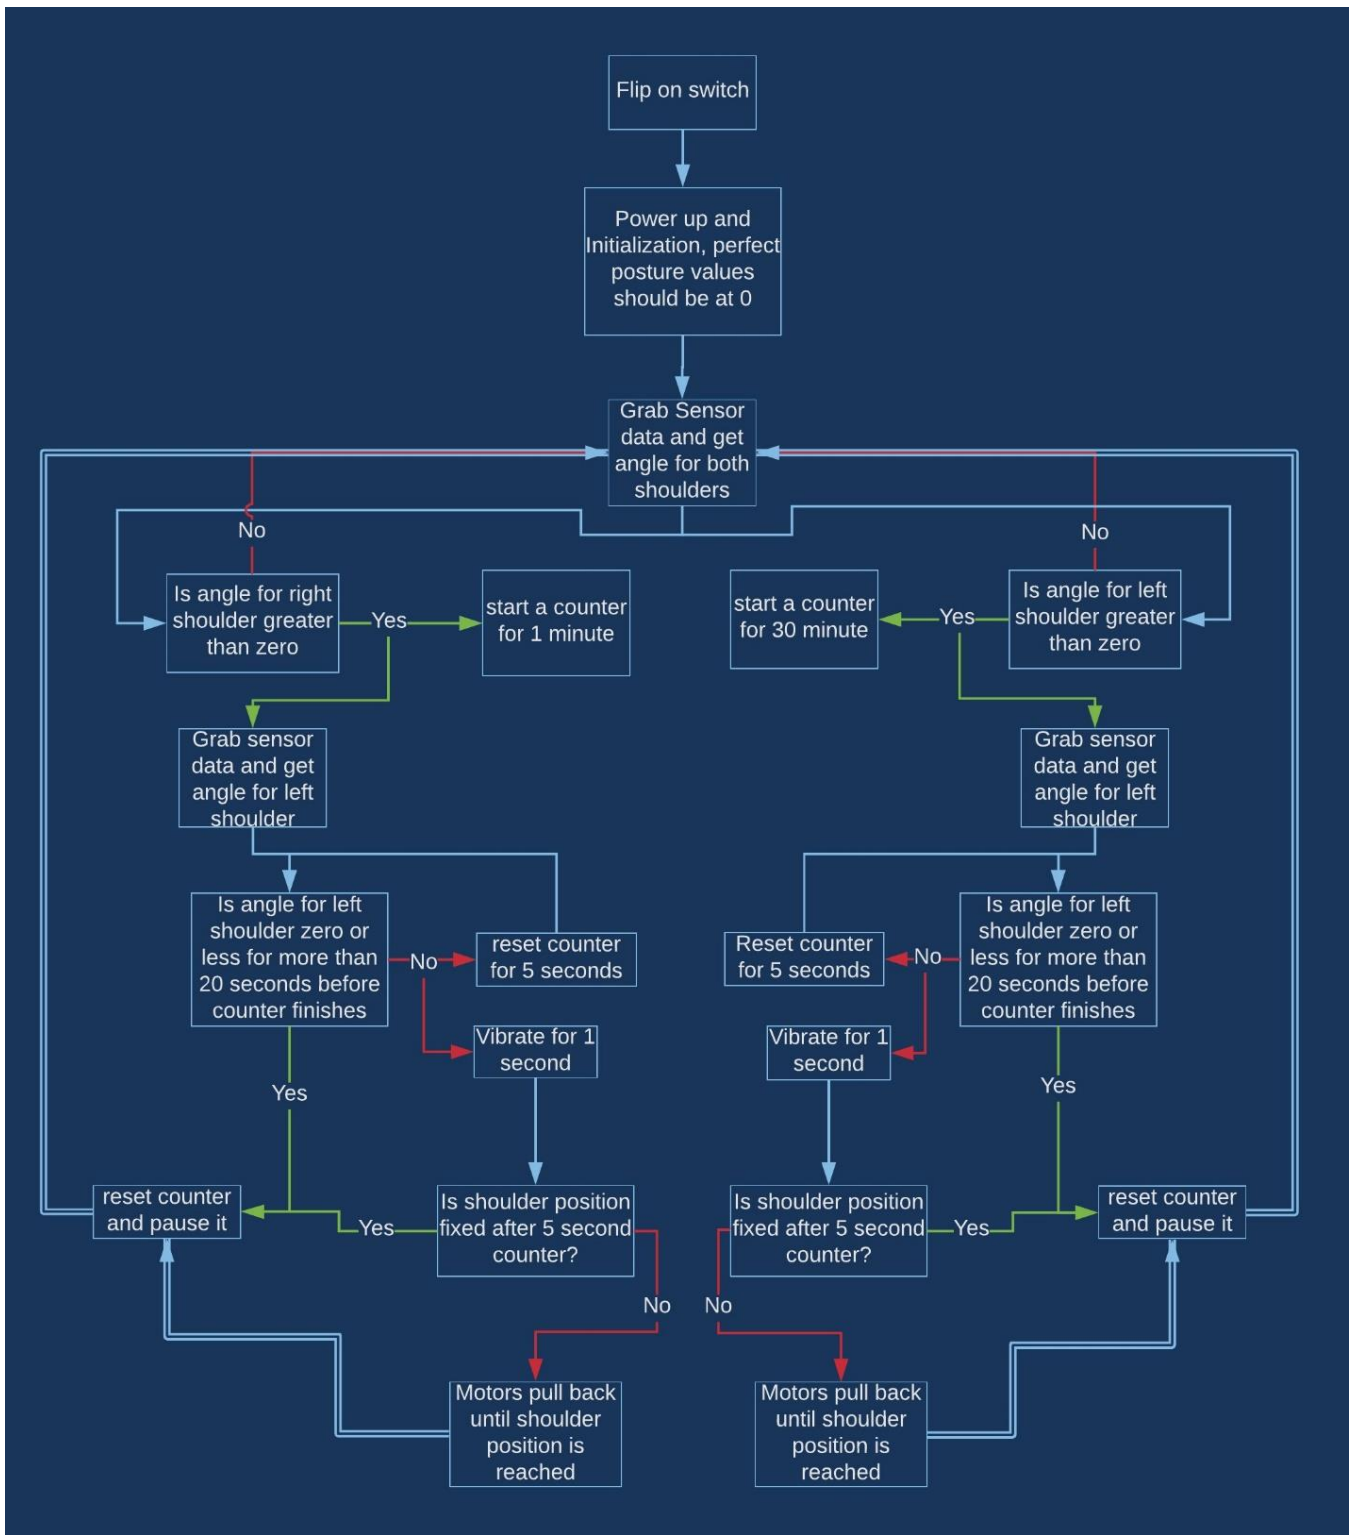 Flip on switch
Power up and
Initialization, perfect
posture values
should be at 0
Grab Sensor
data and get
angle for both
shoulders
No
No
Is angle for right
shoulder greater
than zero
Yes
start a counter
for 1 minute
start a counter
for 30 minute
Yes
Is angle for left
shoulder greater
than zero
Grab sensor
data and get
angle for left
shoulder
Grab sensor
data and get
angle for left
shoulder
Is angle for left
shoulder zero or
less for more than
20 seconds before
counter finishes
No
reset counter
for 5 seconds
Reset counter
for 5 seconds
No
Is angle for left
shoulder zero or
less for more than
20 seconds before
counter finishes
Vibrate for 1
second
Vibrate for 1
second
Yes
Yes
reset counter
and pause it
Yes
Is shoulder position
fixed after 5 second
counter?
Is shoulder position
fixed after 5 second
counter?
Yes
reset counter
and pause it
No
No
Motors pull back
until shoulder
position is
reached
Motors pull back
until shoulder
position is
reached